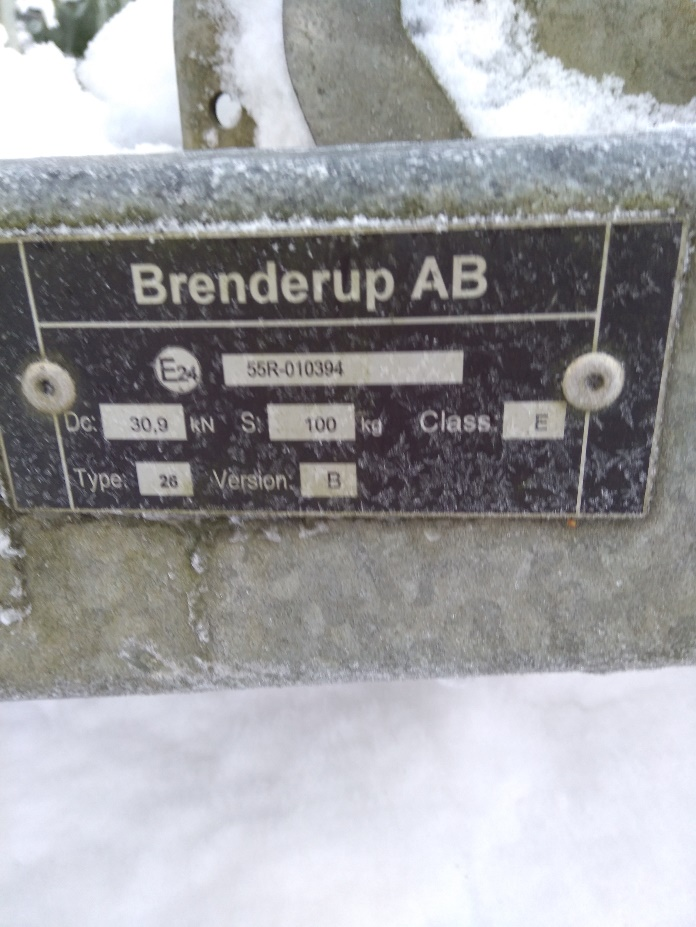 Brenderup AB
E24 55R-010394
Dc: 30,9 kN S: 100 kg Class: E
Type: 26 Version: B